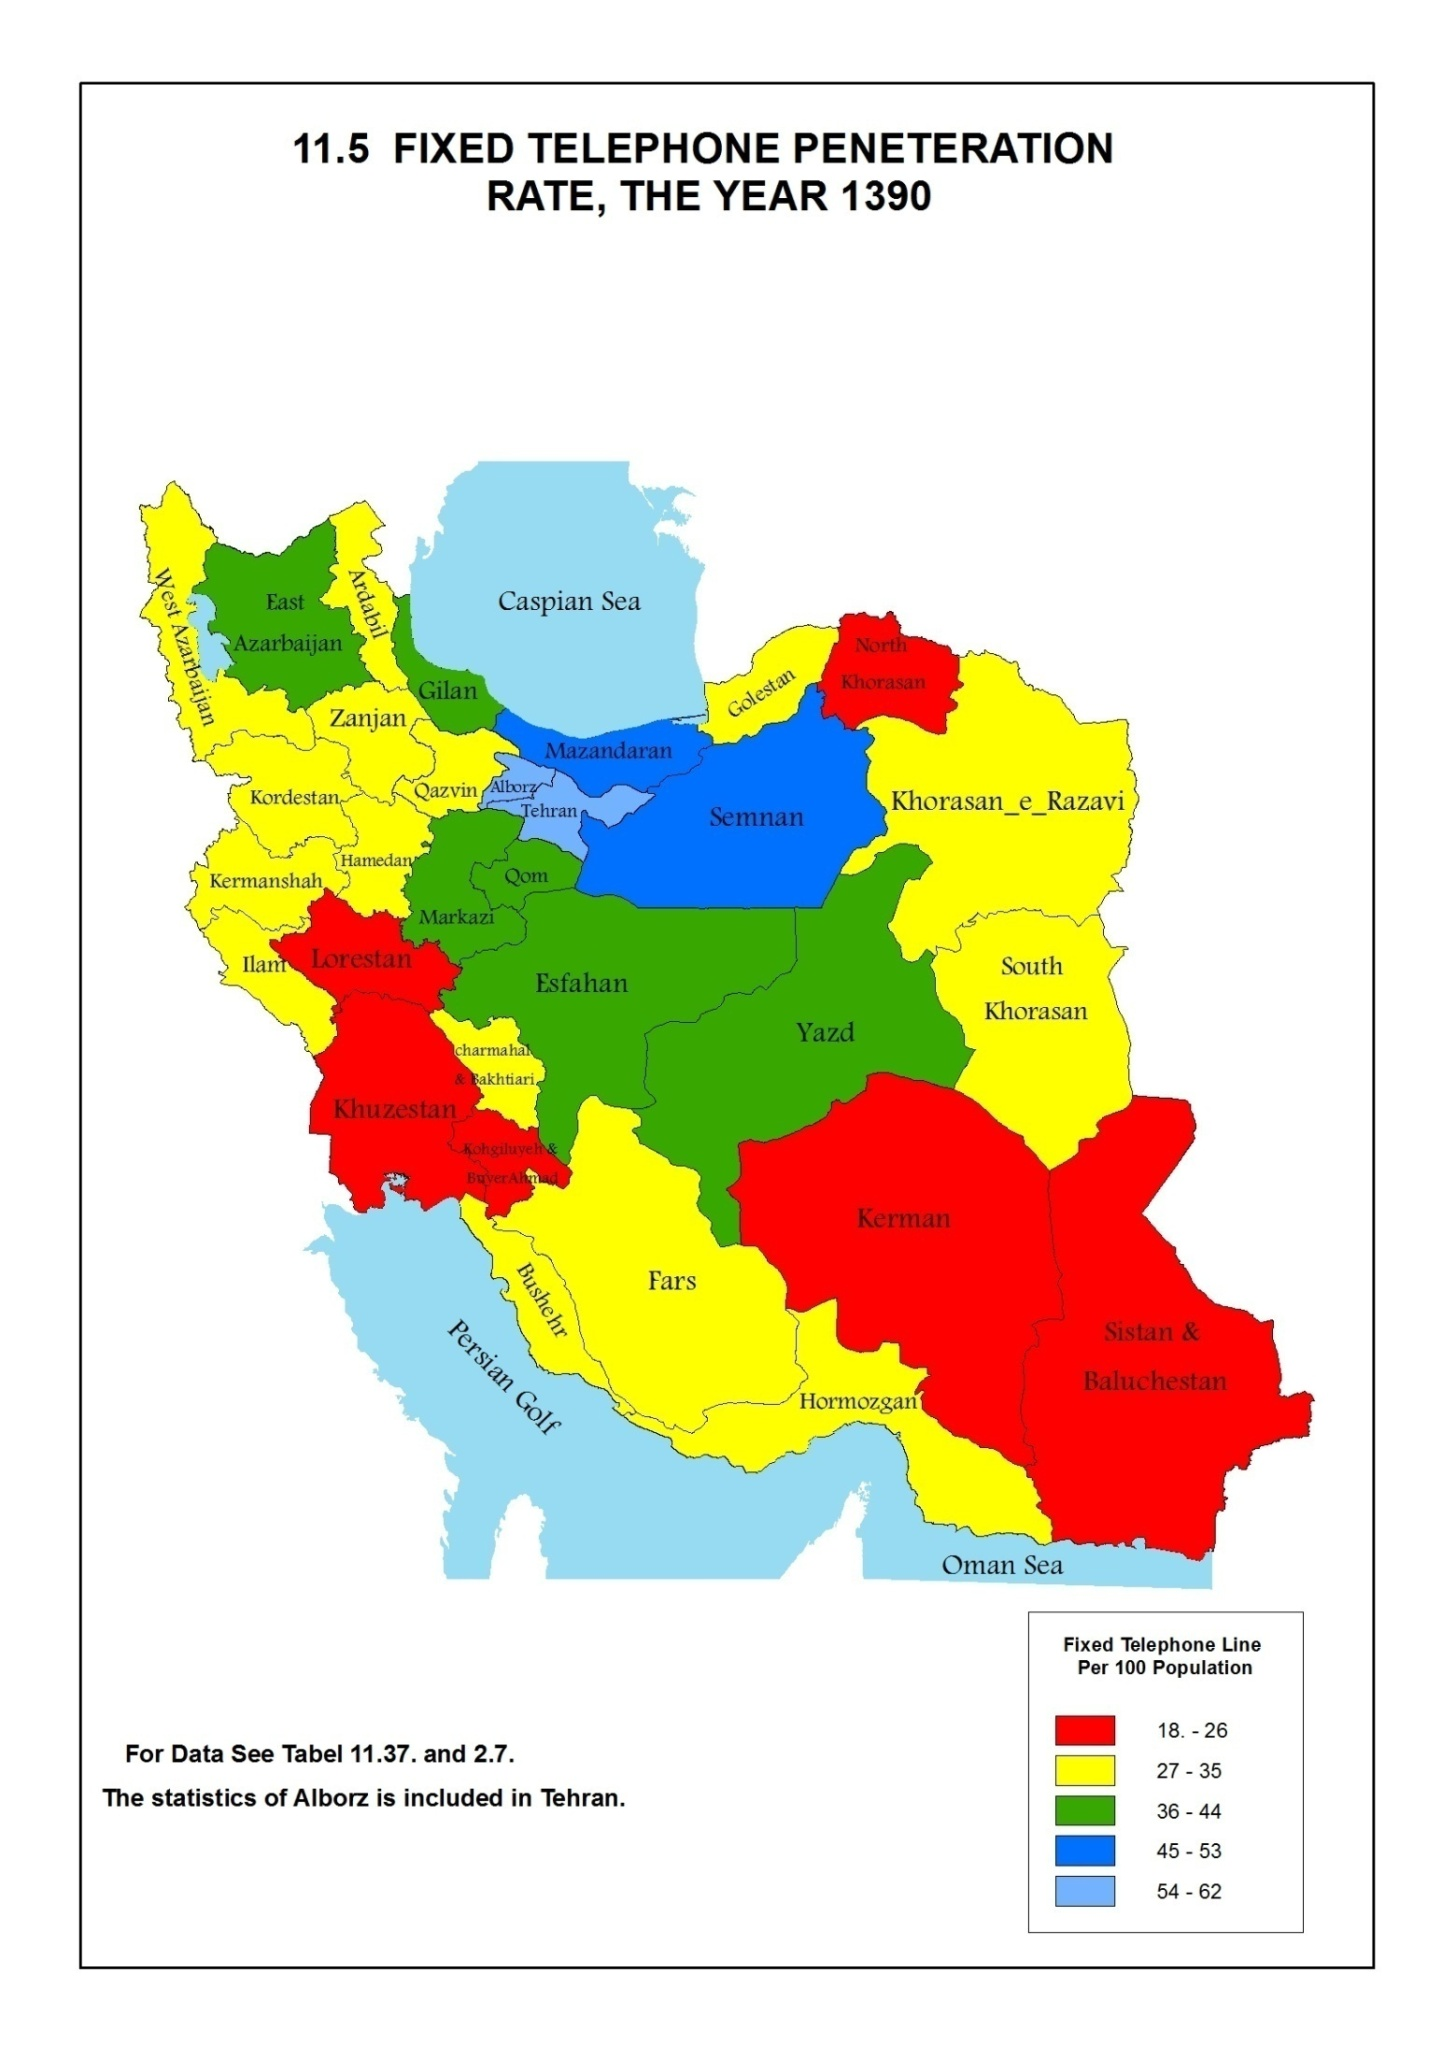 11.5 FIXED TELEPHONE PENETERATION
RATE, THE YEAR 1390
Caspian Sea
West Azarbaijan
East
Azarbaijan
Ardabil
Gilan
Zanjan
Golestan
North
Khorasan
Mazandaran
Kordestan
Qazvin
Alborz
Tehran
Semnan
Khorasan_e_Razavi
Kermanshah
Hamedan
Qom
Markazi
Ilam
Lorestan
Esfahan
Yazd
South
Khorasan
charmahal
& Bakhtiari
Khuzestan
Kohgiluyeh &
BuyerAhmad
Kerman
Fars
Bushehr
Persian Golf
Hormozgan
Sistan &
Baluchestan
Oman Sea
Fixed Telephone Line
Per 100 Population
18. - 26
27 - 35
36 - 44
45 - 53
54 - 62
For Data See Tabel 11.37. and 2.7.
The statistics of Alborz is included in Tehran.